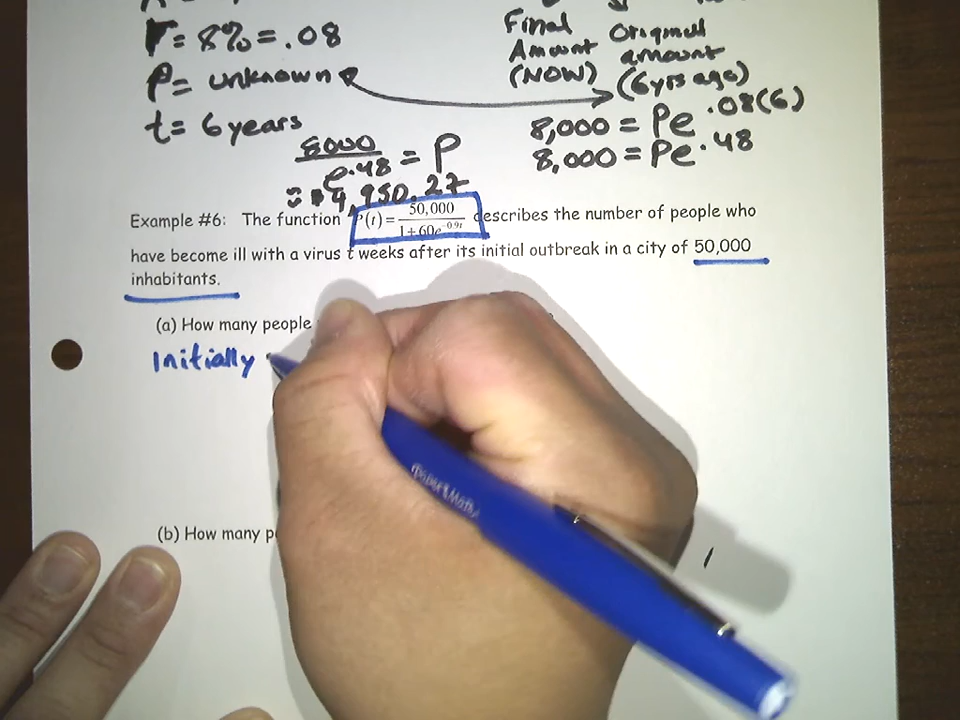 r = 8% = .08
P = unknown
t = 6 years
8000 / e^.48 = P
≈ $4,950.27
Final Amount (NOW)
Original amount (6yrs ago)
8,000 = Pe^.08(6)
8,000 = Pe^.48
Example #6: The function P(t) = 50,000 / 1+60e^-0.9t describes the number of people who
have become ill with a virus t weeks after its initial outbreak in a city of 50,000
inhabitants.
(a) How many people
Initially
Paper Mate
(b) How many